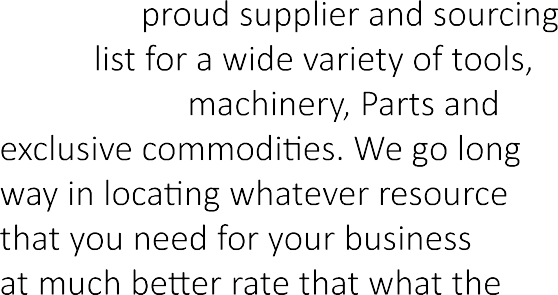 proud supplier and sourcing
list for a wide variety of tools,
machinery, Parts and
exclusive commodities. We go long
way in locating whatever resource
that you need for your business
at much better rate that what the